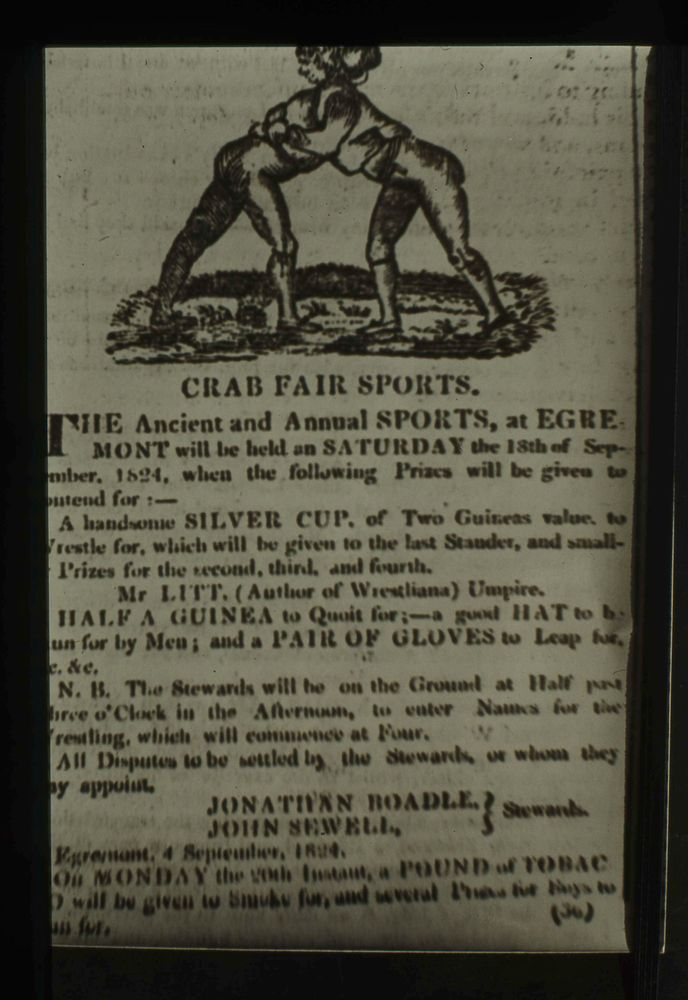 CRAB FAIR SPORTS.
THE Ancient and Annual SPORTS, at EGRE-
MONT will be held on SATURDAY the 18th of Sep-
mber, 1824, when the following Prizes will be given to
ontend for :—
A handsome SILVER CUP, of Two Guineas value, to
Wrestle for, which will be given to the last Stander, and small-
Prizes for the second, third, and fourth.
Mr LITT, (Author of Wrestliana) Umpire.
HALF A GUINEA to Quoit for;—a good HAT to b
un for by Men; and a PAIR OF GLOVES to Leap for,
c. &c.
N. B. The Stewards will be on the Ground at Half past
hree o'Clock in the Afternoon, to enter Names for the
restling, which will commence at Four.
All Disputes to be settled by the Stewards, or whom they
ay appoint.
JONATHAN BOADLE, } Stewards.
JOHN SEWELL,
Egremont, 4 September, 1824.
On MONDAY the 20th Instant, a POUND of TOBAC
O will be given to Smoke for, and several Prizes for Boys to
un for.
(36)